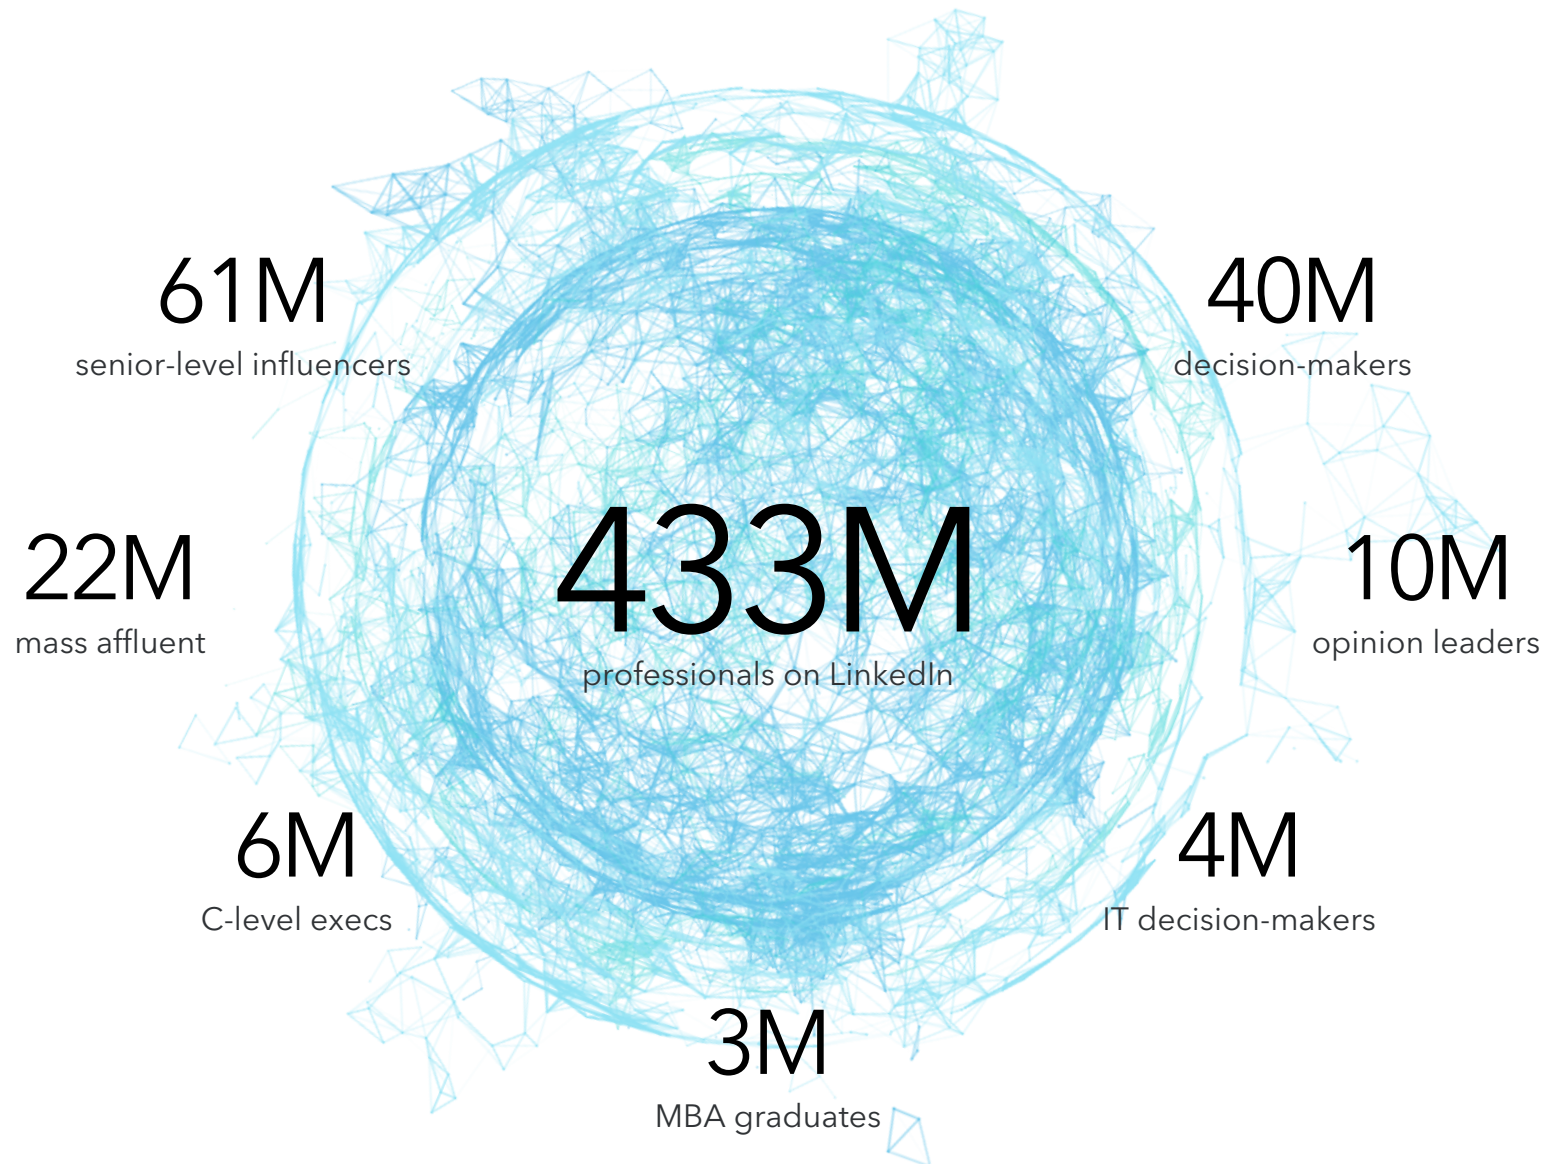 61M
senior-level influencers
40M
decision-makers
22M
mass affluent
433M
professionals on LinkedIn
10M
opinion leaders
6M
C-level execs
4M
IT decision-makers
3M
MBA graduates